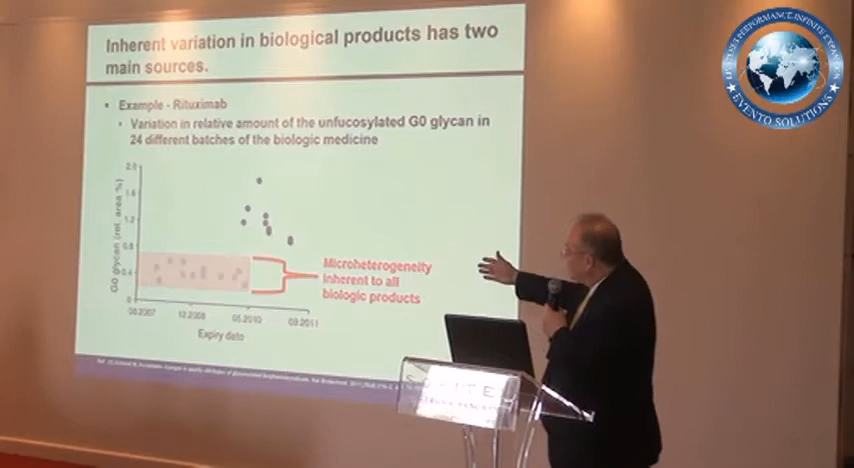 Inherent variation in biological products has two
main sources.
Example - Rituximab
Variation in relative amount of the unfucosylated G0 glycan in
24 different batches of the biologic medicine
G0 glycan (rel. area %)
2.0
1.6
1.2
0.8
0.4
0
08.2007
12.2008
05.2010
09.2011
Expiry date
Microheterogeneity
inherent to all
biologic products
PERFORMANCE.INFINITE
EVENTO SOLUTIONS